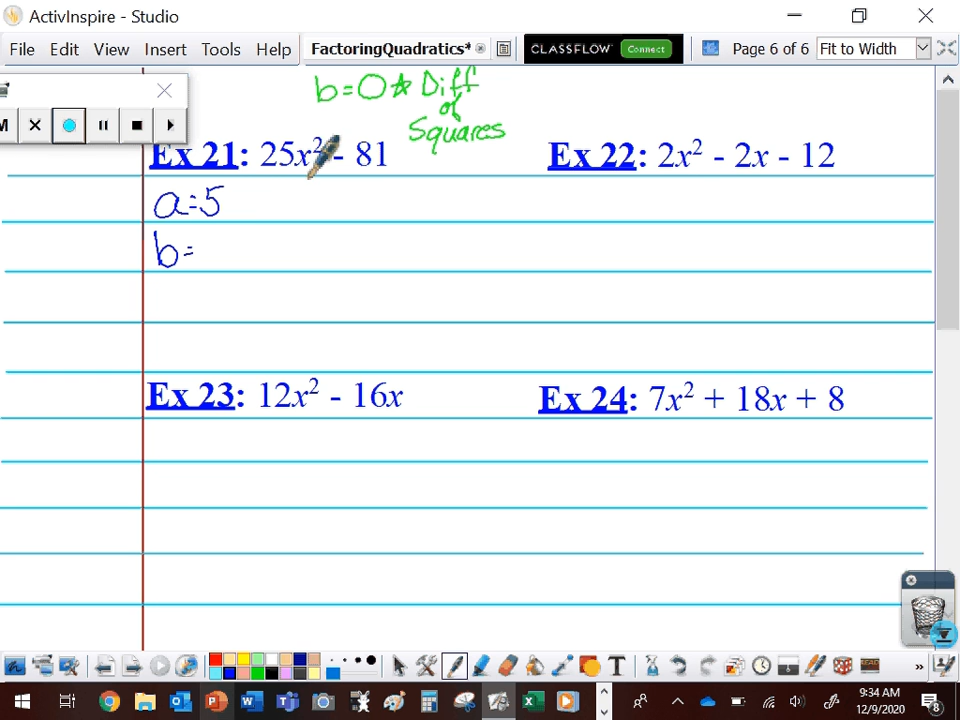 ActivInspire - Studio
File Edit View Insert Tools Help FactoringQuadratics* CLASSFLOW Connect Page 6 of 6 Fit to Width
b=0* Diff
of
Squares
M
Ex 21: 25x² - 81 Ex 22: 2x² - 2x - 12
a=5
b=
Ex 23: 12x² - 16x Ex 24: 7x² + 18x + 8
9:34 AM
12/9/2020
8